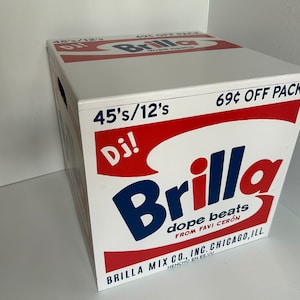 Dj!
Brilla
45's/12's
69¢ OFF PACK
Dj!
Brilla
dope beats
FROM FAVI CERÓN
BRILLA MIX CO., INC. CHICAGO, ILL.